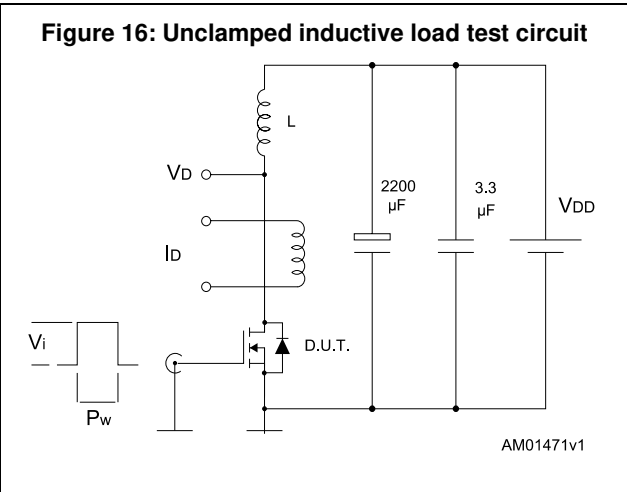 Figure 16: Unclamped inductive load test circuit
L
VD
2200
µF
3.3
µF
VDD
ID
Vi
D.U.T.
Pw
AM01471v1